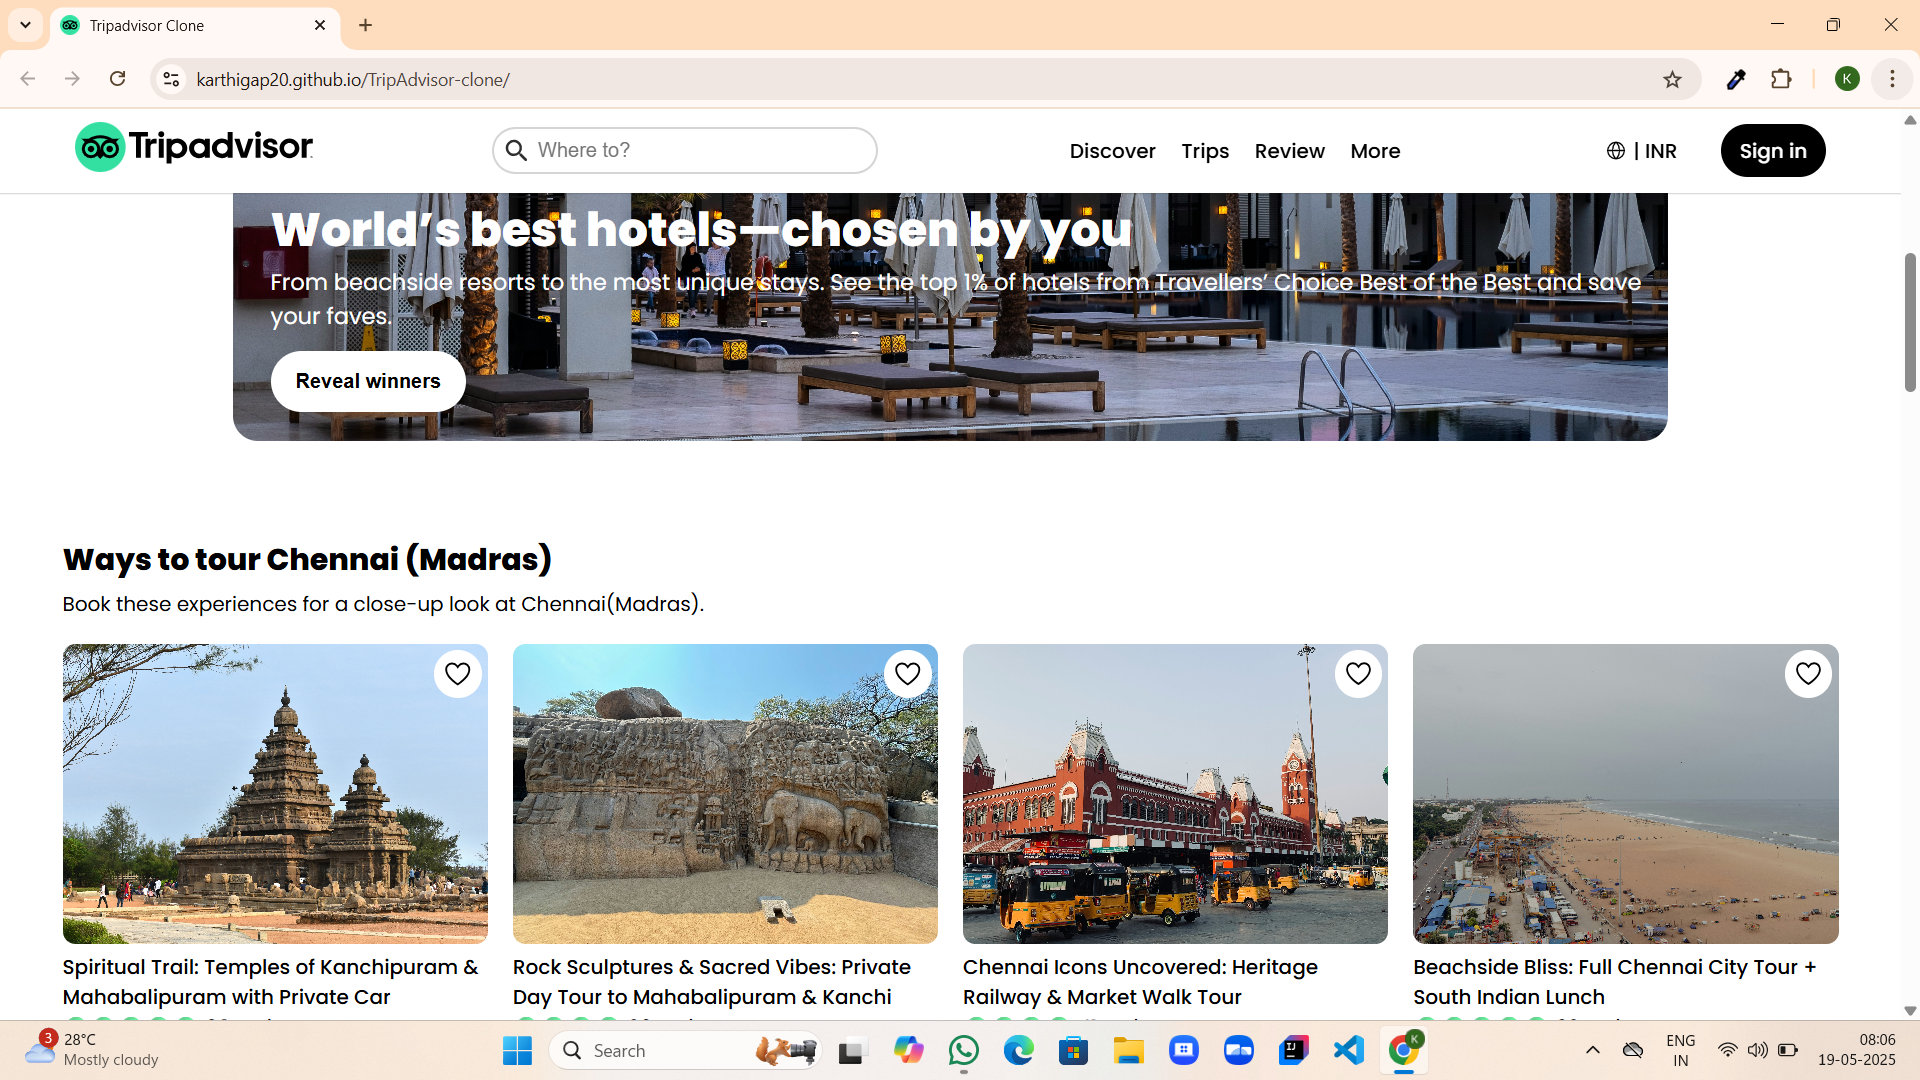 Tripadvisor Clone
karthigap20.github.io/TripAdvisor-clone/
K
Tripadvisor
Where to?
Discover Trips Review More
| INR
Sign in
World’s best hotels—chosen by you
From beachside resorts to the most unique stays. See the top 1% of hotels from Travellers’ Choice Best of the Best and save
your faves.
Reveal winners
Ways to tour Chennai (Madras)
Book these experiences for a close-up look at Chennai(Madras).
Spiritual Trail: Temples of Kanchipuram &
Mahabalipuram with Private Car
Rock Sculptures & Sacred Vibes: Private
Day Tour to Mahabalipuram & Kanchi
Chennai Icons Uncovered: Heritage
Railway & Market Walk Tour
Beachside Bliss: Full Chennai City Tour +
South Indian Lunch
3
28°C
Mostly cloudy
Search
IJ
K
ENG
IN
08:06
19-05-2025